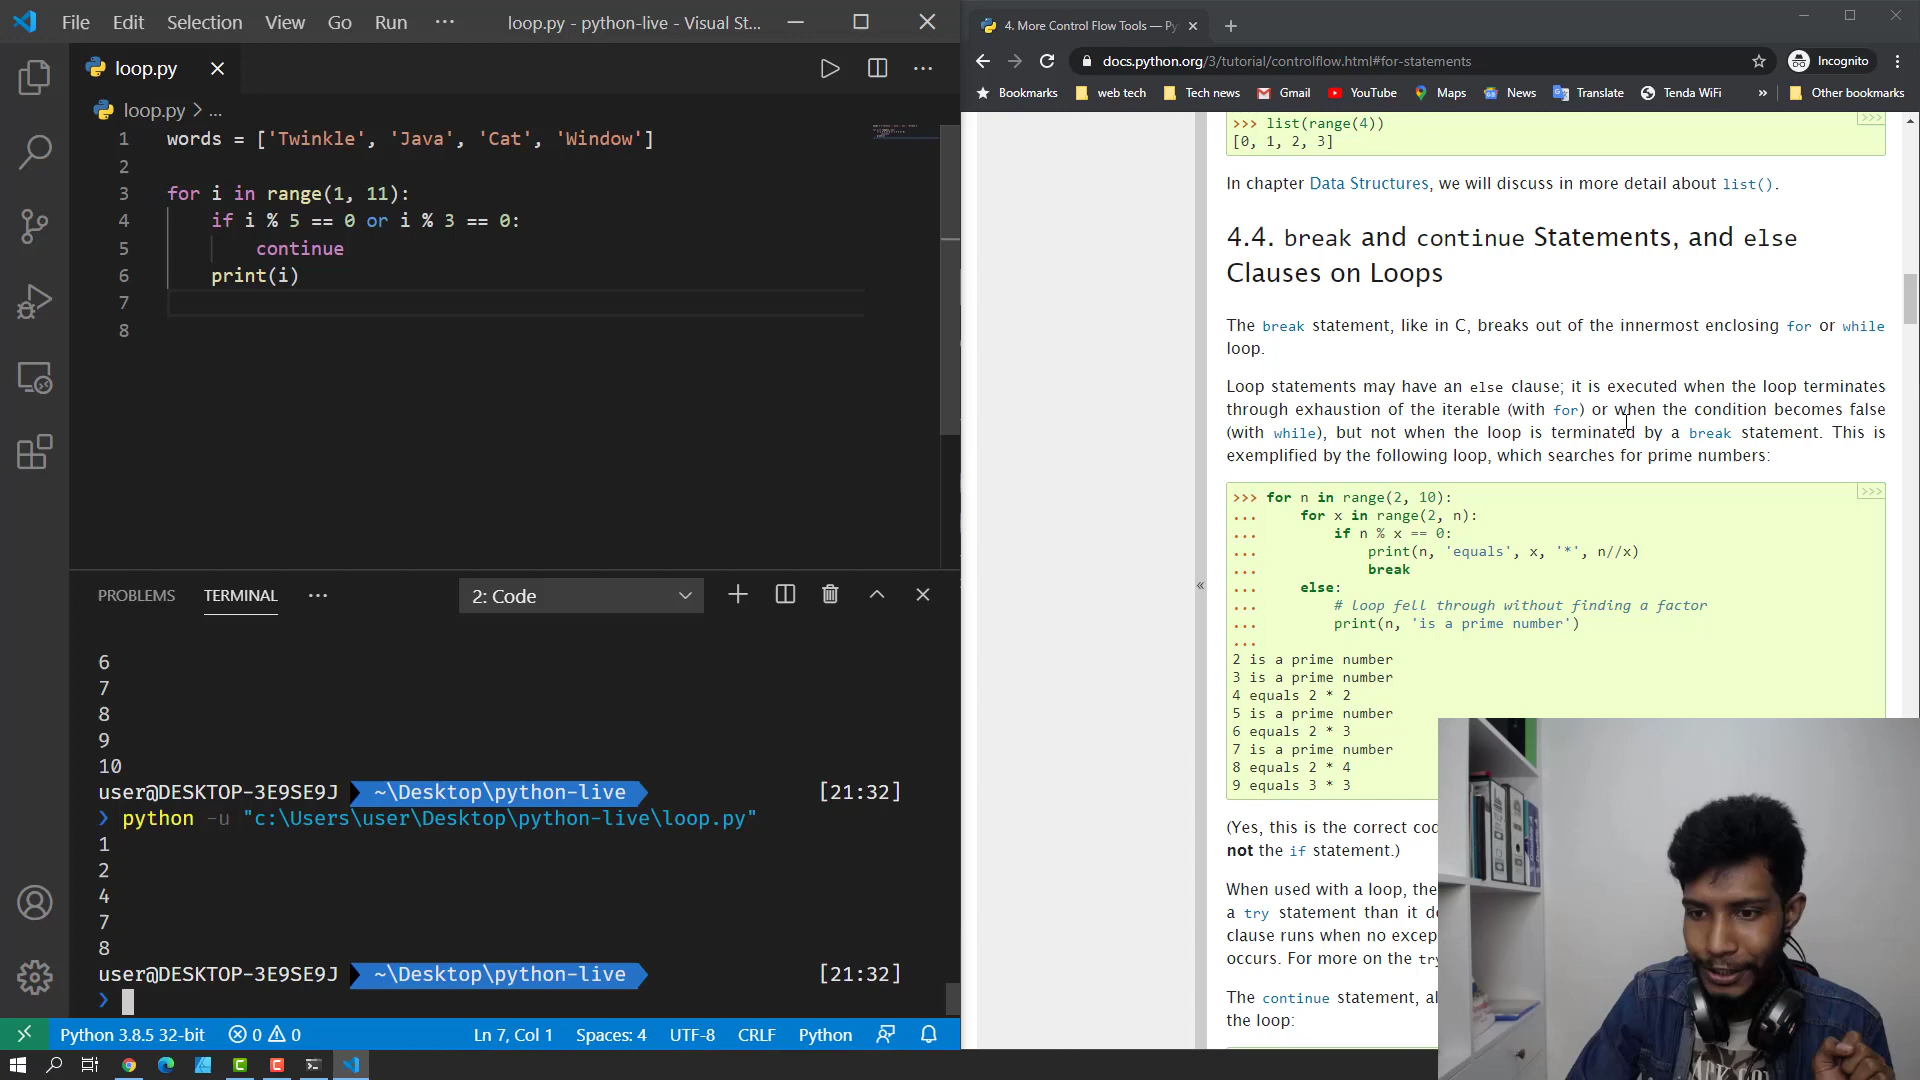 File Edit Selection View Go Run ··· loop.py - python-live - Visual St...
loop.py
loop.py > ...
1 words = ['Twinkle', 'Java', 'Cat', 'Window']
2
3 for i in range(1, 11):
4 if i % 5 == 0 or i % 3 == 0:
5 continue
6 print(i)
7
8
PROBLEMS TERMINAL ··· 2: Code
6
7
8
9
10
user@DESKTOP-3E9SE9J ~\Desktop\python-live [21:32]
❯ python -u "c:\Users\user\Desktop\python-live\loop.py"
1
2
4
7
8
user@DESKTOP-3E9SE9J ~\Desktop\python-live [21:32]
❯
Python 3.8.5 32-bit 0 0 Ln 7, Col 1 Spaces: 4 UTF-8 CRLF Python
4. More Control Flow Tools — Py
docs.python.org/3/tutorial/controlflow.html#for-statements Incognito
Bookmarks web tech Tech news Gmail YouTube Maps News Translate Tenda WiFi » Other bookmarks
>>> list(range(4)) >>>
[0, 1, 2, 3]
In chapter Data Structures, we will discuss in more detail about list().
4.4. break and continue Statements, and else
Clauses on Loops
The break statement, like in C, breaks out of the innermost enclosing for or while
loop.
Loop statements may have an else clause; it is executed when the loop terminates
through exhaustion of the iterable (with for) or when the condition becomes false
(with while), but not when the loop is terminated by a break statement. This is
exemplified by the following loop, which searches for prime numbers:
>>> for n in range(2, 10): >>>
... for x in range(2, n):
... if n % x == 0:
... print(n, 'equals', x, '*', n//x)
... break
... else:
... # loop fell through without finding a factor
... print(n, 'is a prime number')
...
2 is a prime number
3 is a prime number
4 equals 2 * 2
5 is a prime number
6 equals 2 * 3
7 is a prime number
8 equals 2 * 4
9 equals 3 * 3
«
(Yes, this is the correct cod
not the if statement.)
When used with a loop, the
a try statement than it do
clause runs when no excep
occurs. For more on the try
The continue statement, al
the loop: